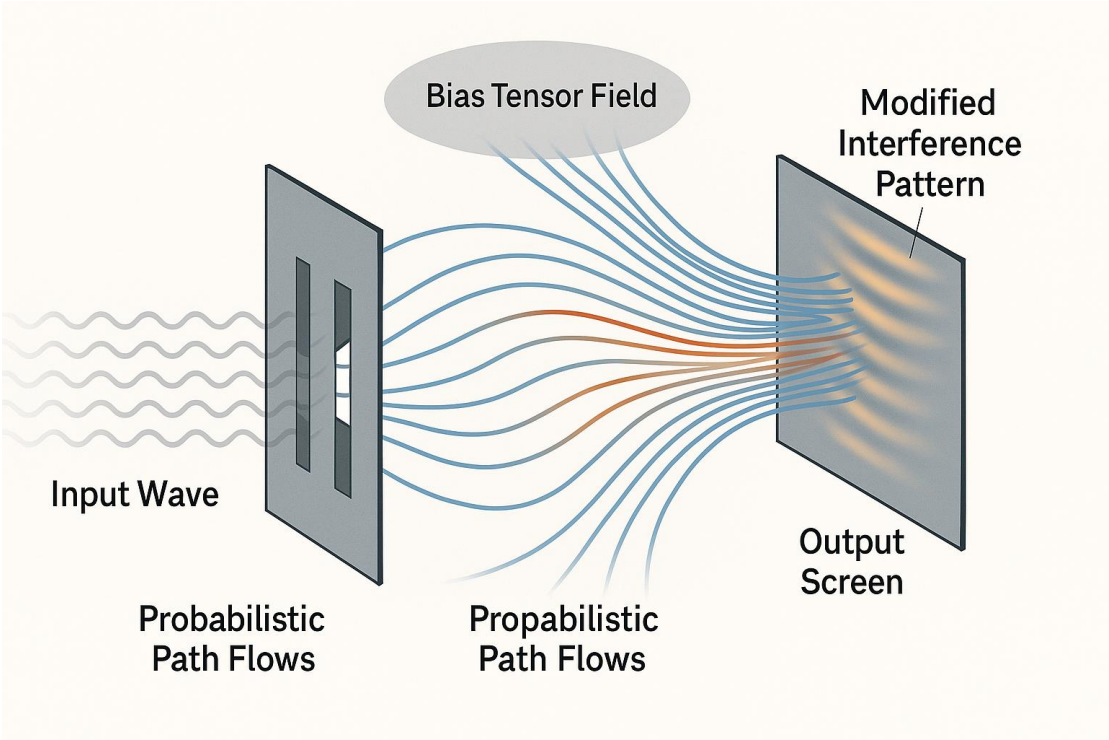 Bias Tensor Field
Modified
Interference
Pattern
Input Wave
Output
Screen
Probabilistic
Path Flows
Propabilistic
Path Flows